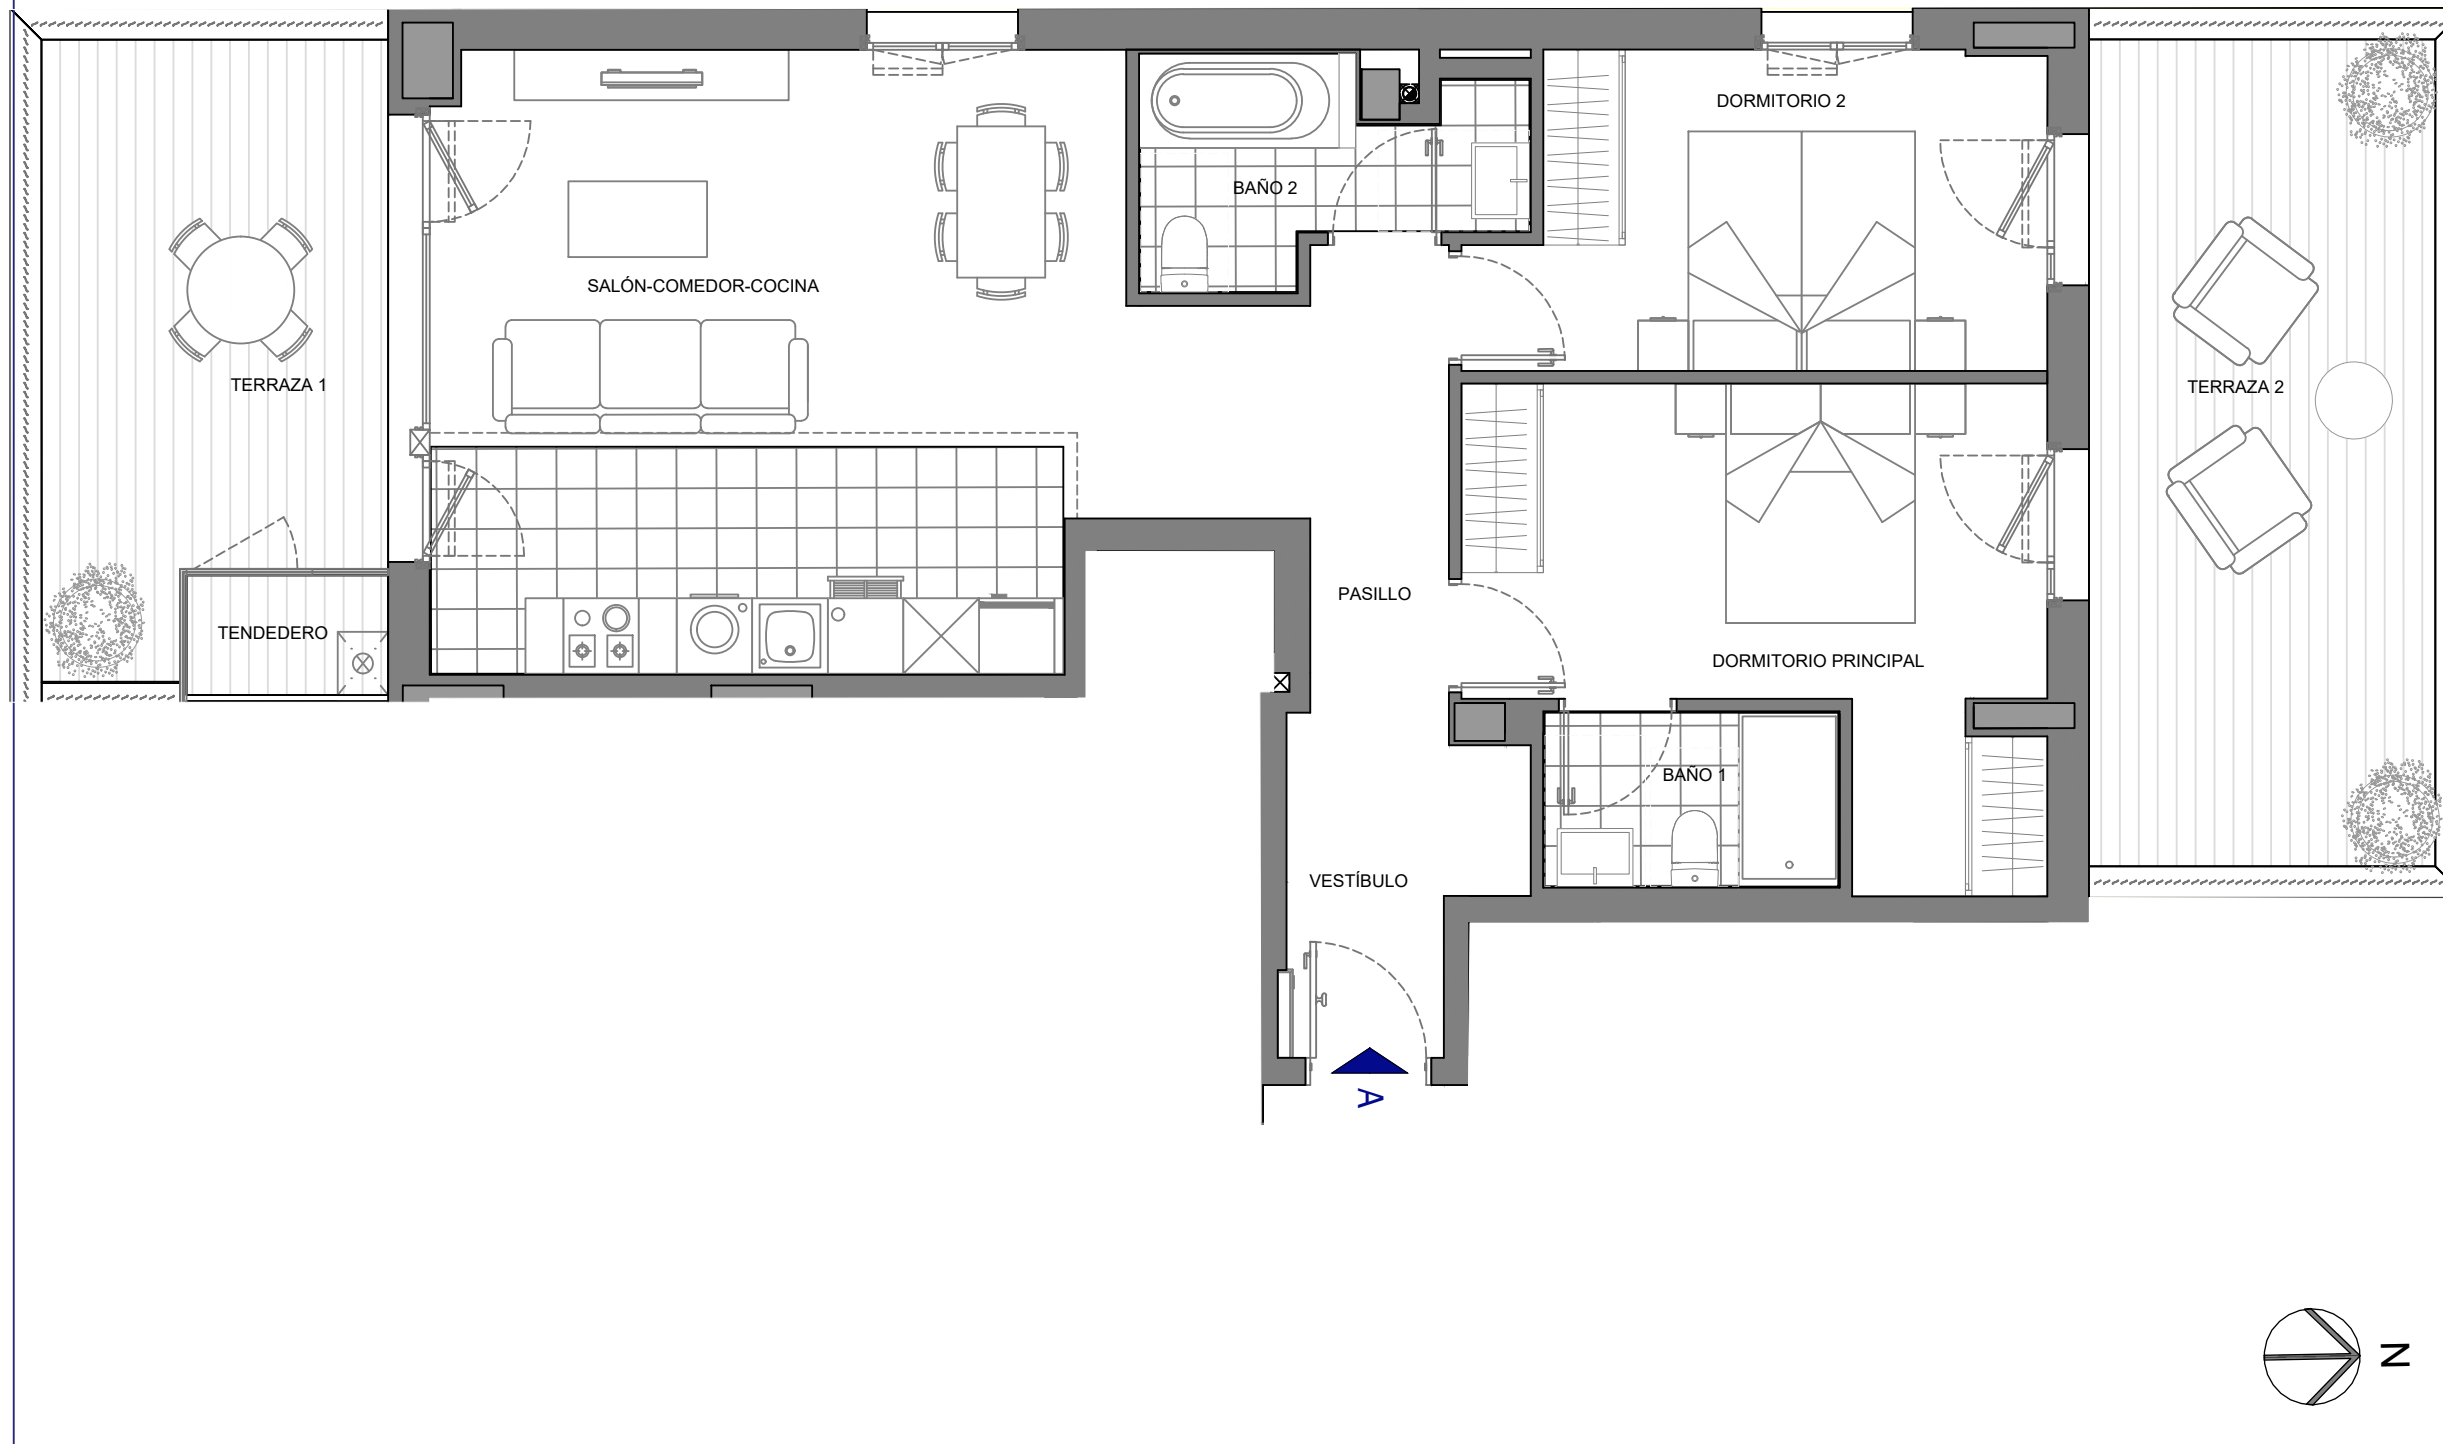 DORMITORIO 2
BAÑO 2
SALÓN-COMEDOR-COCINA
TERRAZA 1
TERRAZA 2
PASILLO
TENDEDERO
DORMITORIO PRINCIPAL
BAÑO 1
VESTÍBULO
A
N